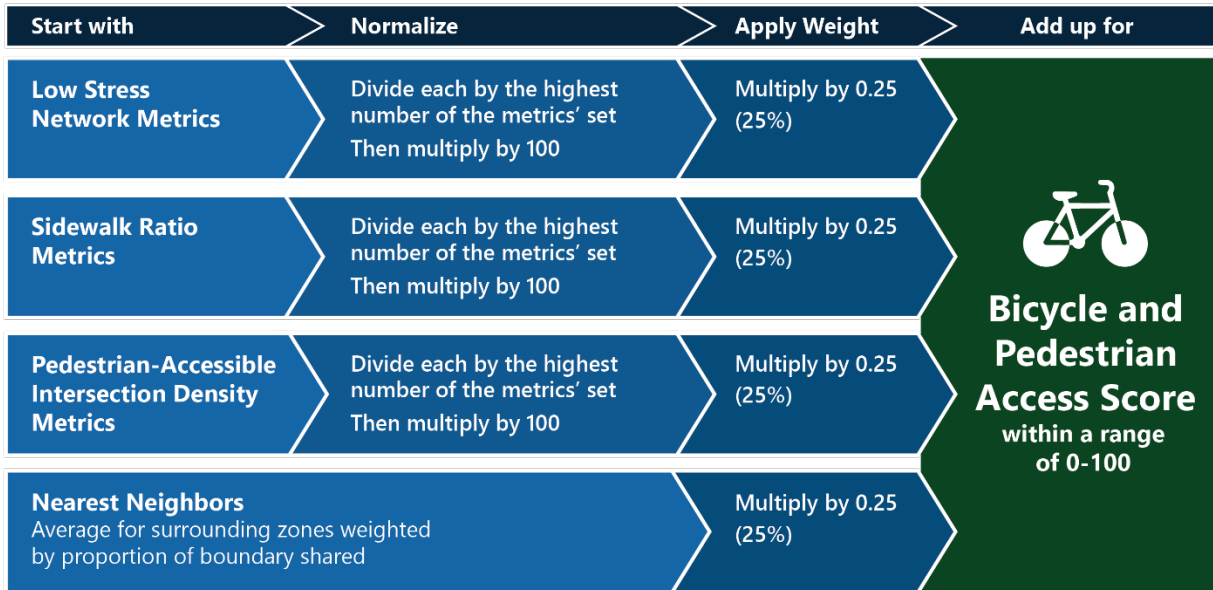 Start with
Normalize
Apply Weight
Add up for
Low Stress
Network Metrics
Divide each by the highest
number of the metrics’ set
Then multiply by 100
Multiply by 0.25
(25%)
Sidewalk Ratio
Metrics
Divide each by the highest
number of the metrics’ set
Then multiply by 100
Multiply by 0.25
(25%)
Pedestrian-Accessible
Intersection Density
Metrics
Divide each by the highest
number of the metrics’ set
Then multiply by 100
Multiply by 0.25
(25%)
Nearest Neighbors
Average for surrounding zones weighted
by proportion of boundary shared
Multiply by 0.25
(25%)
Bicycle and
Pedestrian
Access Score
within a range
of 0-100